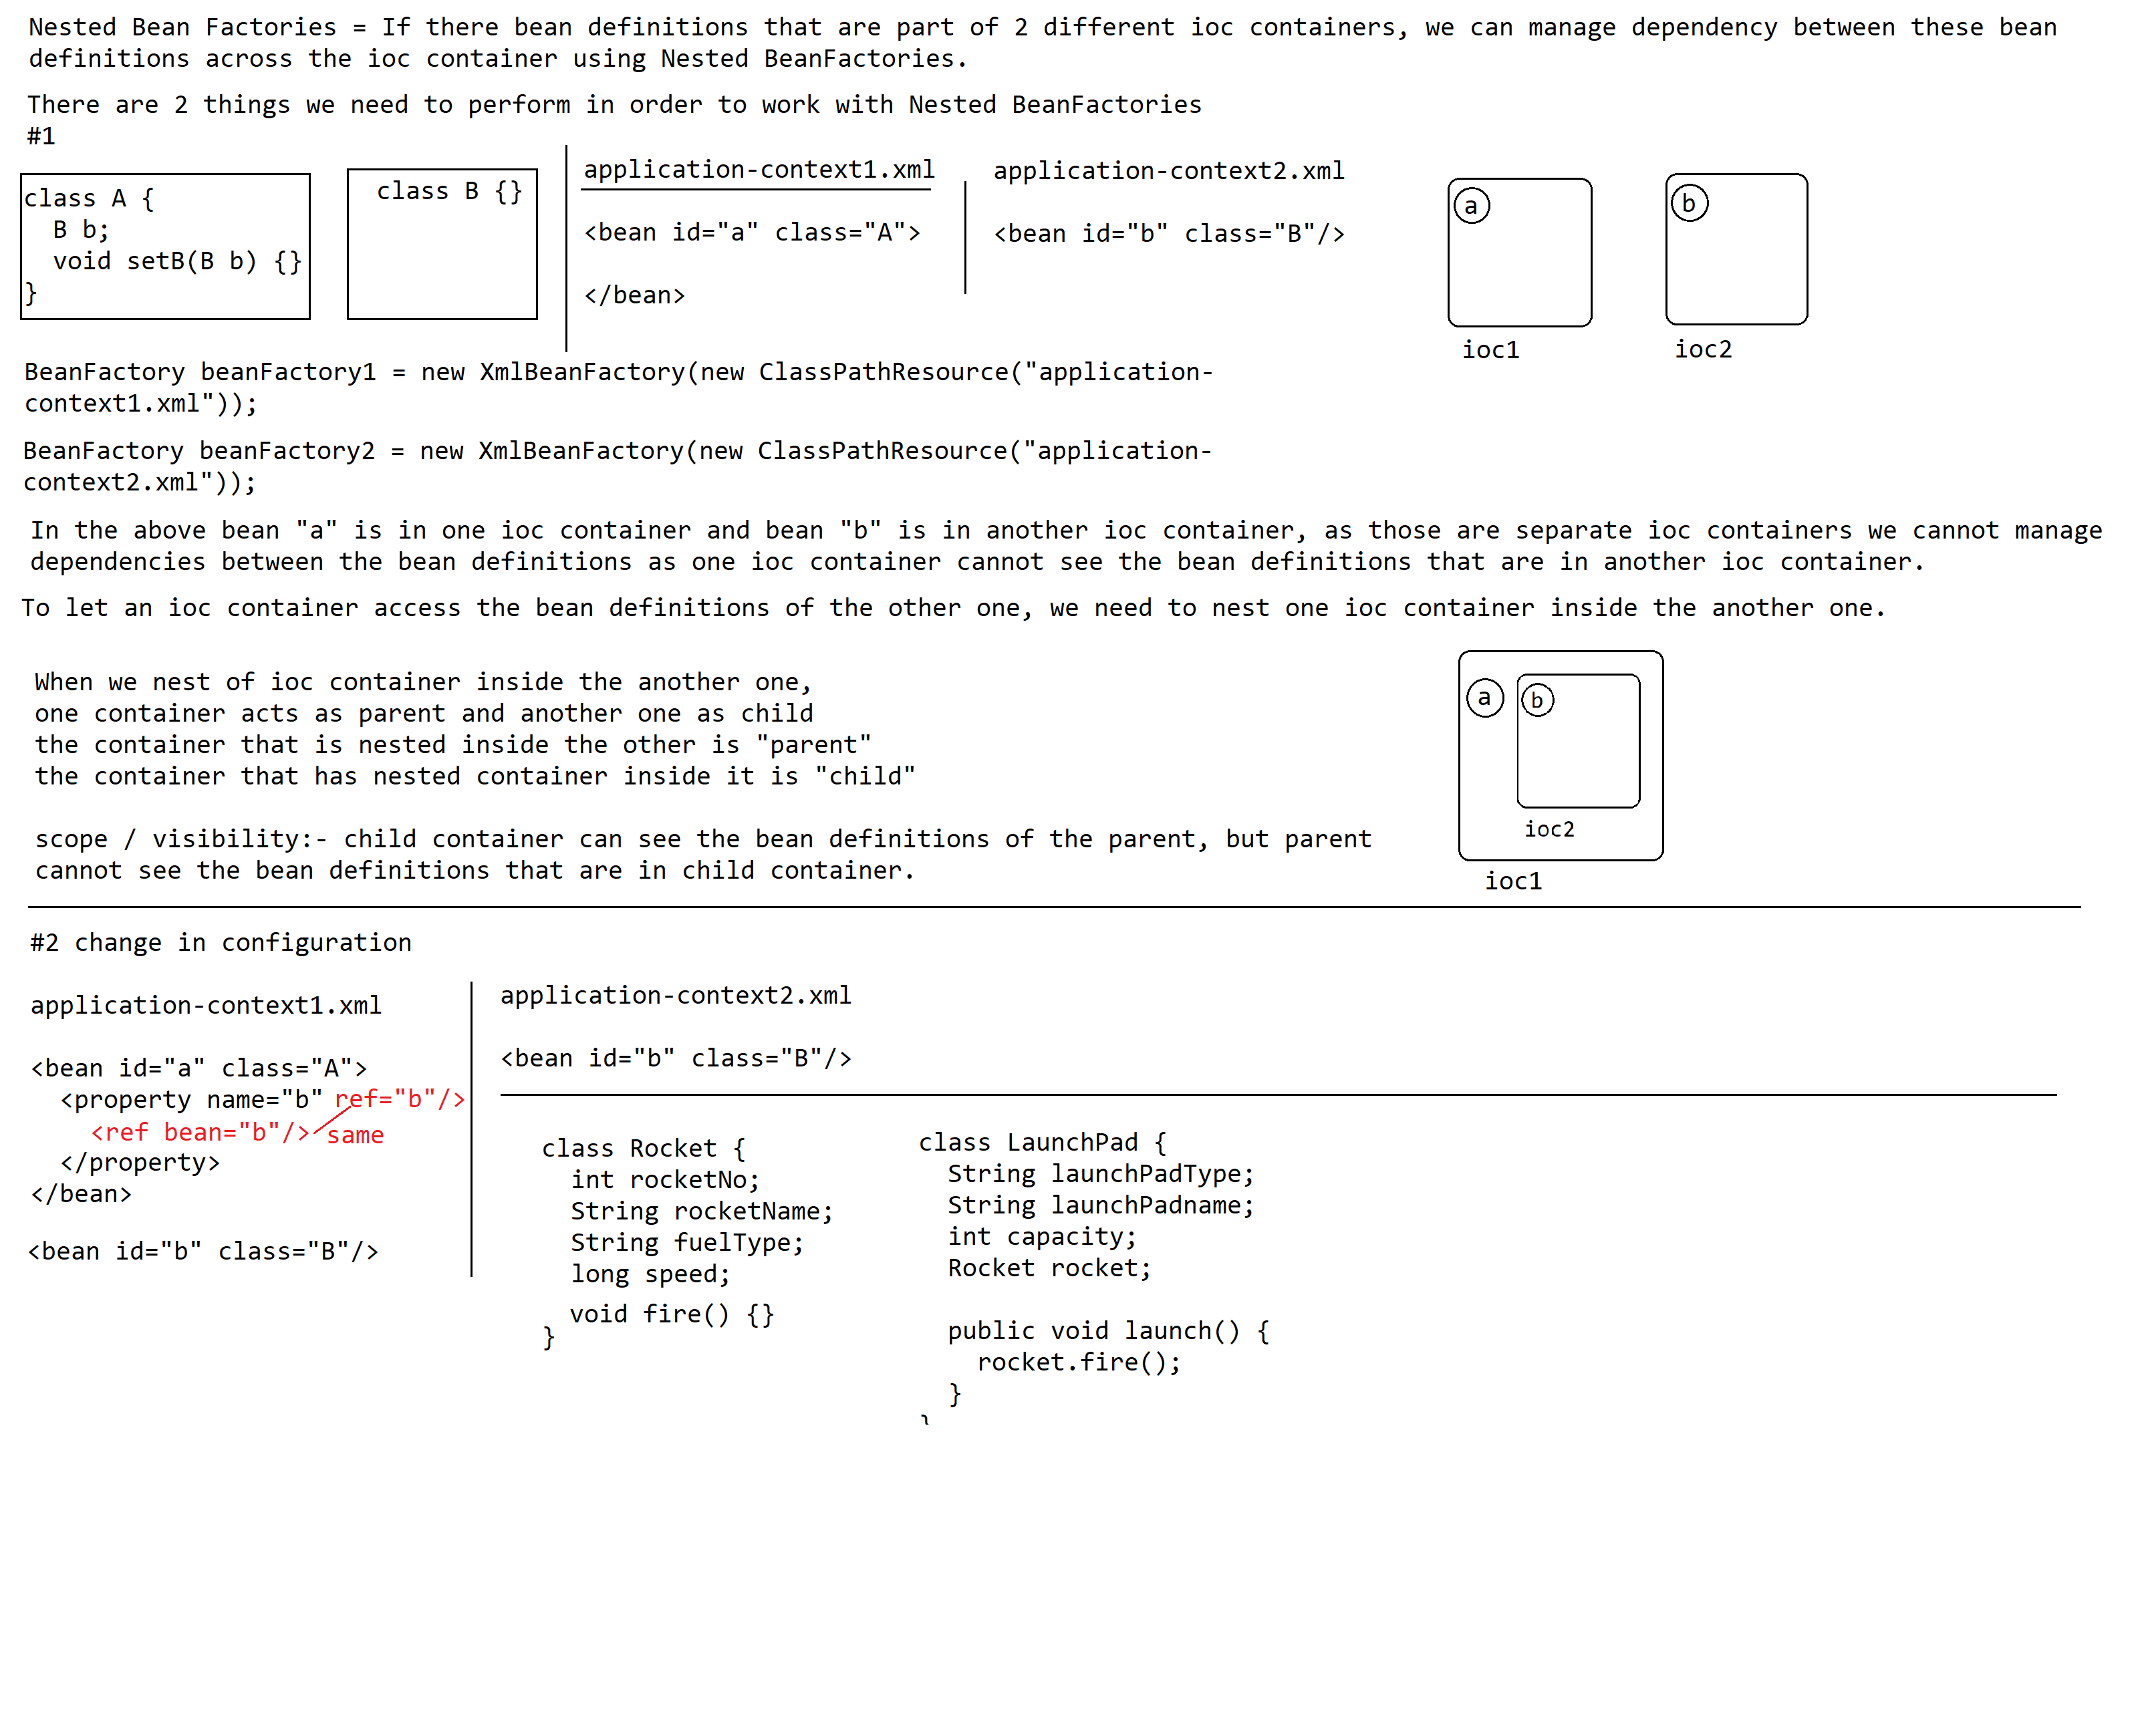 Nested Bean Factories = If there bean definitions that are part of 2 different ioc containers, we can manage dependency between these bean
definitions across the ioc container using Nested BeanFactories.
There are 2 things we need to perform in order to work with Nested BeanFactories
#1
class A {
  B b;
  void setB(B b) {}
}
class B {}
application-context1.xml
<bean id="a" class="A">
</bean>
application-context2.xml
<bean id="b" class="B"/>
a
ioc1
b
ioc2
BeanFactory beanFactory1 = new XmlBeanFactory(new ClassPathResource("application-
context1.xml"));
BeanFactory beanFactory2 = new XmlBeanFactory(new ClassPathResource("application-
context2.xml"));
In the above bean "a" is in one ioc container and bean "b" is in another ioc container, as those are separate ioc containers we cannot manage
dependencies between the bean definitions as one ioc container cannot see the bean definitions that are in another ioc container.
To let an ioc container access the bean definitions of the other one, we need to nest one ioc container inside the another one.
When we nest of ioc container inside the another one,
one container acts as parent and another one as child
the container that is nested inside the other is "parent"
the container that has nested container inside it is "child"
scope / visibility:- child container can see the bean definitions of the parent, but parent
cannot see the bean definitions that are in child container.
a
b
ioc2
ioc1
#2 change in configuration
application-context1.xml
<bean id="a" class="A">
  <property name="b" ref="b"/>
    <ref bean="b"/> same
  </property>
</bean>
<bean id="b" class="B"/>
application-context2.xml
<bean id="b" class="B"/>
class Rocket {
  int rocketNo;
  String rocketName;
  String fuelType;
  long speed;
  void fire() {}
}
class LaunchPad {
  String launchPadType;
  String launchPadname;
  int capacity;
  Rocket rocket;
  public void launch() {
    rocket.fire();
  }
}